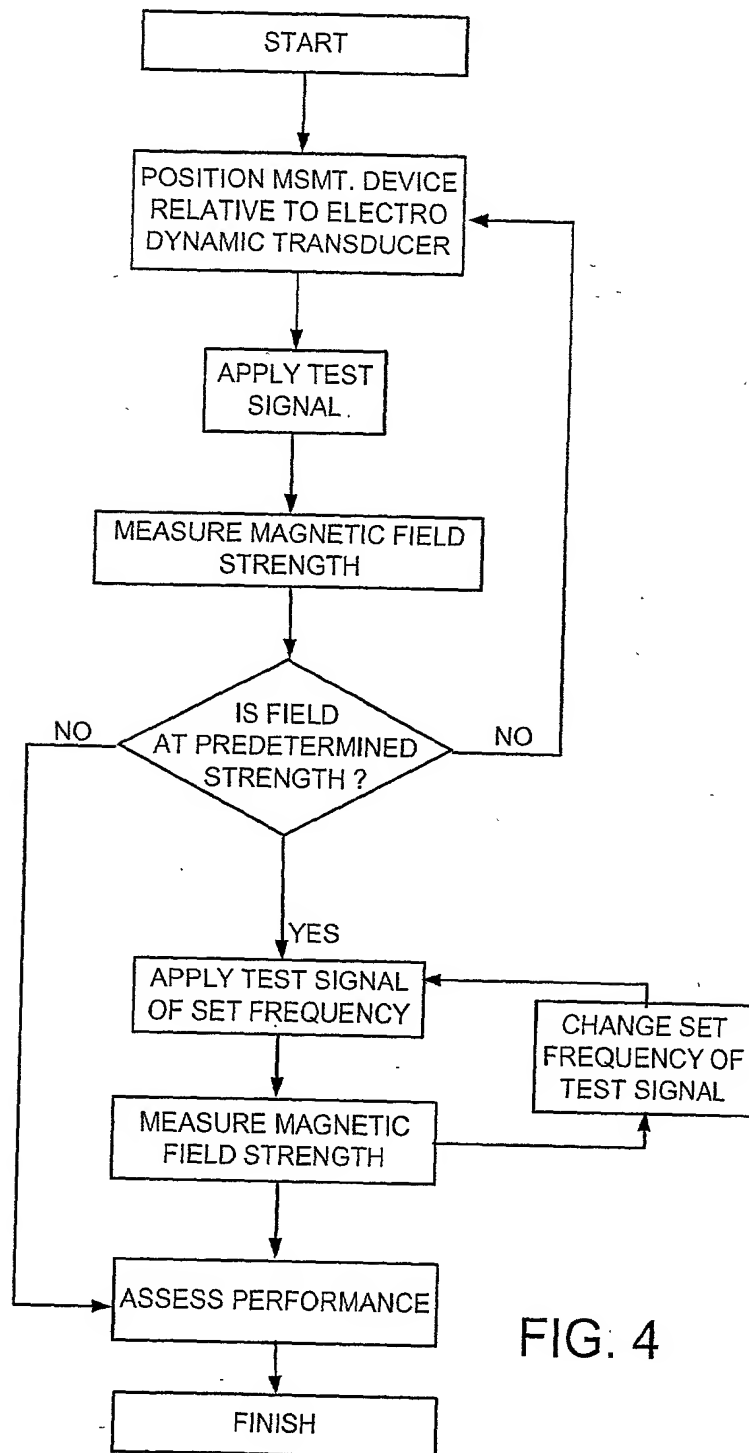 START
POSITION MSMT. DEVICE
RELATIVE TO ELECTRO
DYNAMIC TRANSDUCER
APPLY TEST
SIGNAL.
MEASURE MAGNETIC FIELD
STRENGTH
IS FIELD
AT PREDETERMINED
STRENGTH ?
NO
NO
YES
APPLY TEST SIGNAL
OF SET FREQUENCY
CHANGE SET
FREQUENCY OF
TEST SIGNAL
MEASURE MAGNETIC
FIELD STRENGTH
ASSESS PERFORMANCE
FINISH
FIG. 4